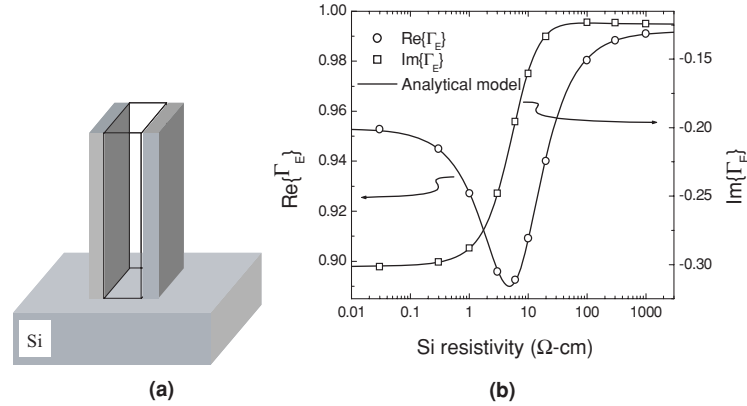 Si
(a)
1.00
0.98
0.96
0.94
0.92
0.90
Re{Γ_E}
Re{Γ_E}
Im{Γ_E}
Analytical model
-0.15
-0.20
-0.25
-0.30
Im{Γ_E}
0.01 0.1 1 10 100 1000
Si resistivity (Ω-cm)
(b)